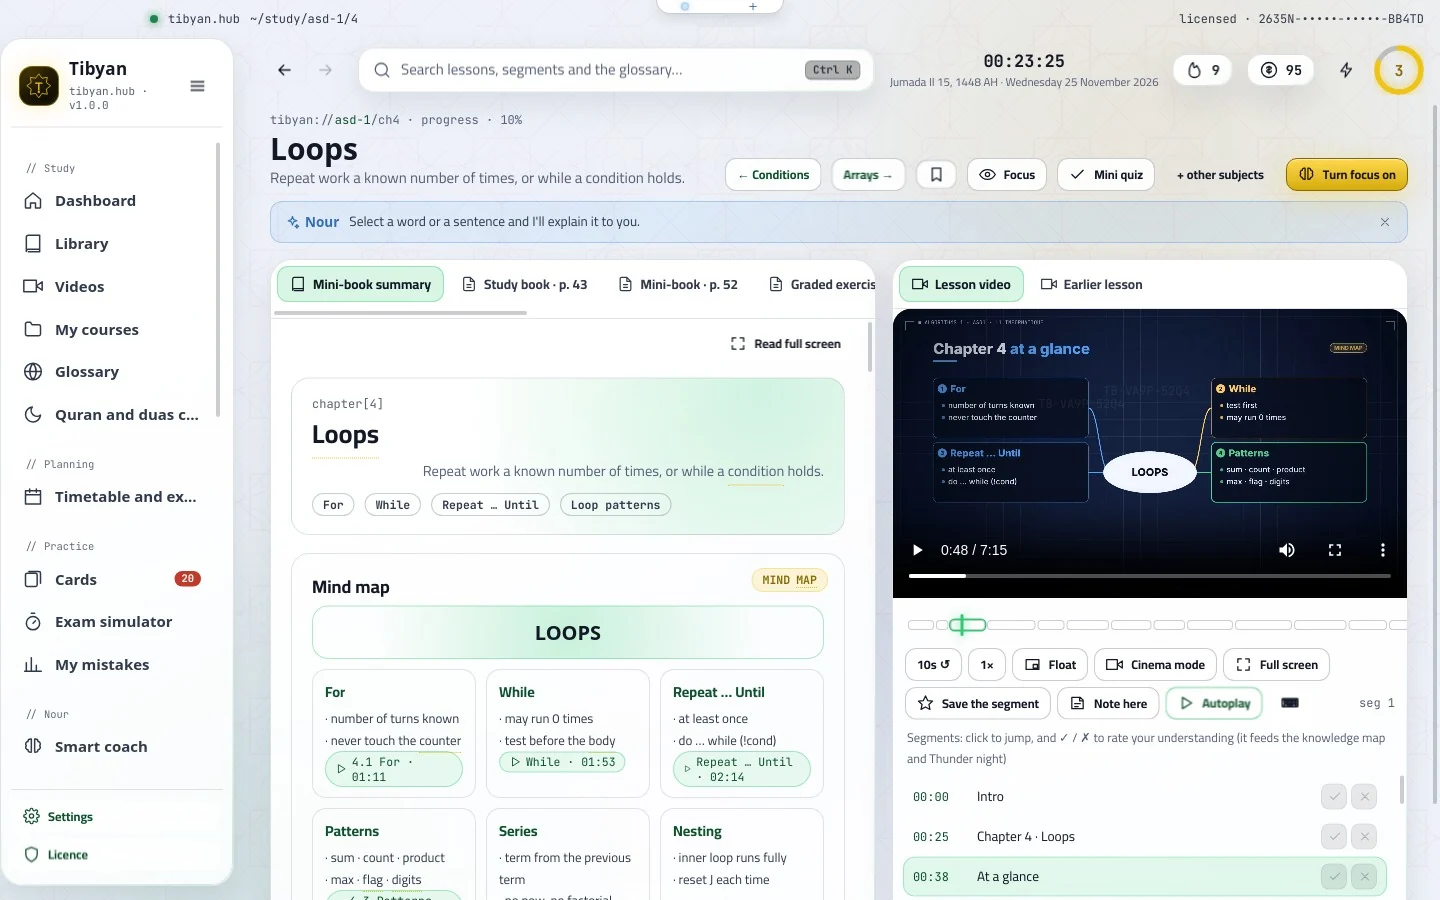 tibyan.hub ~/study/asd-1/4
licensed · 2635N-•••••-•••••-BB4TD
Tibyan
tibyan.hub ·
v1.0.0
// Study
Dashboard
Library
Videos
My courses
Glossary
Quran and duas c...
// Planning
Timetable and ex...
// Practice
Cards
20
Exam simulator
My mistakes
// Nour
Smart coach
Settings
Licence
Search lessons, segments and the glossary...
Ctrl K
00:23:25
Jumada II 15, 1448 AH · Wednesday 25 November 2026
9
95
3
tibyan://asd-1/ch4 · progress · 10%
Loops
Repeat work a known number of times, or while a condition holds.
← Conditions
Arrays →
Focus
Mini quiz
+ other subjects
Turn focus on
Nour Select a word or a sentence and I'll explain it to you.
Mini-book summary
Study book · p. 43
Mini-book · p. 52
Graded exercis
Read full screen
chapter[4]
Loops
Repeat work a known number of times, or while a condition holds.
For
While
Repeat … Until
Loop patterns
Mind map
MIND MAP
LOOPS
For
· number of turns known
· never touch the counter
4.1 For ·
01:11
While
· may run 0 times
· test before the body
While · 01:53
Repeat ... Until
· at least once
· do ... while (!cond)
Repeat … Until
· 02:14
Patterns
· sum · count · product
· max · flag · digits
Series
· term from the previous
term
Nesting
· inner loop runs fully
· reset J each time
Lesson video
Earlier lesson
Chapter 4 at a glance
MIND MAP
1 For
• number of turns known
• never touch the counter
2 While
• test first
• may run 0 times
3 Repeat ... Until
• at least once
• do ... while (!cond)
4 Patterns
• sum · count · product
• max · flag · digits
LOOPS
0:48 / 7:15
10s ↺
1×
Float
Cinema mode
Full screen
Save the segment
Note here
Autoplay
seg 1
Segments: click to jump, and ✓ / ✗ to rate your understanding (it feeds the knowledge map
and Thunder night)
00:00 Intro
00:25 Chapter 4 · Loops
00:38 At a glance